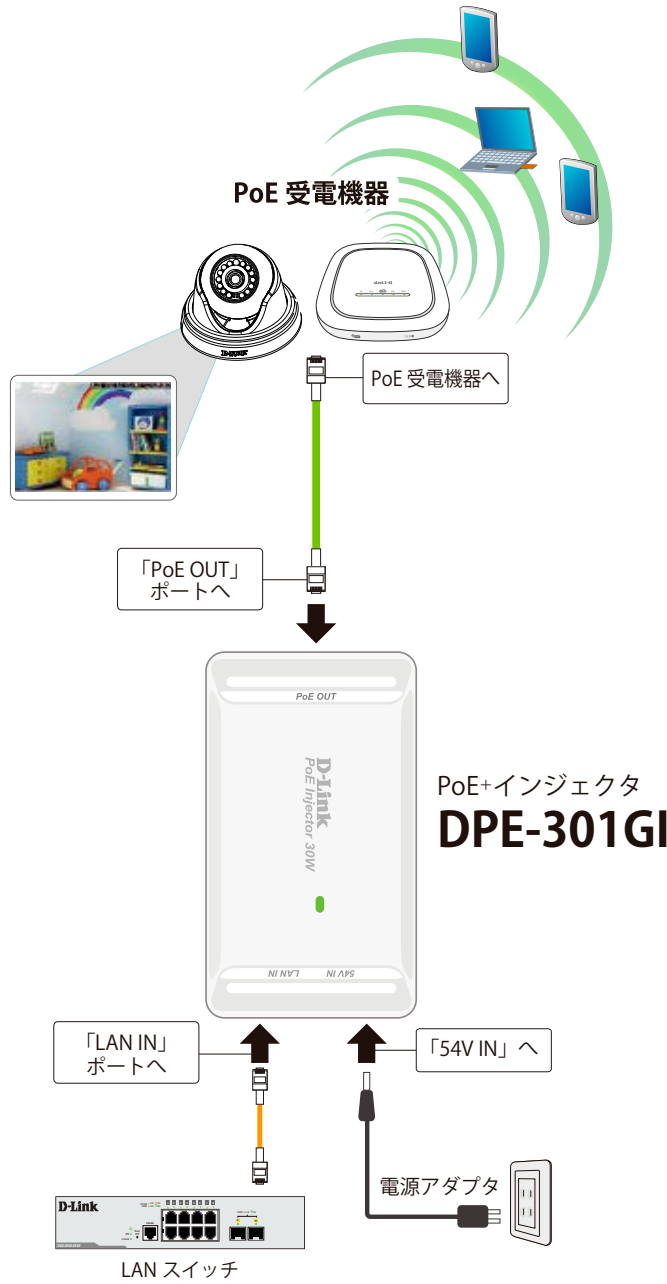 PoE 受電機器
D-Link
D-Link
PoE 受電機器へ
「PoE OUT」
ポートへ
PoE OUT
D-Link
PoE Injector 30W
PoE+インジェクタ
DPE-301GI
LAN IN
54V IN
「LAN IN」
ポートへ
「54V IN」へ
電源アダプタ
D-Link
LAN スイッチ